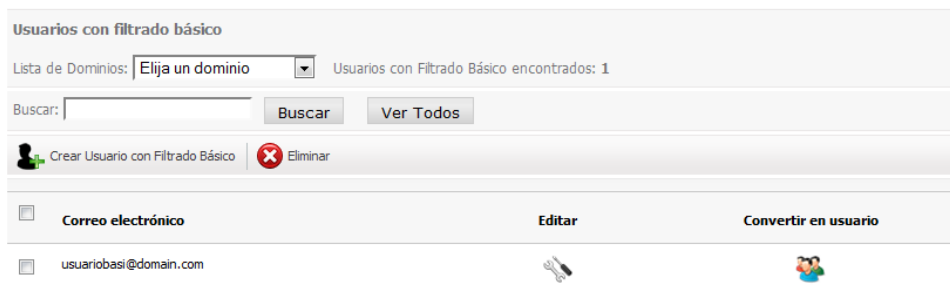 Usuarios con filtrado básico
Lista de Dominios: Elija un dominio Usuarios con Filtrado Básico encontrados: 1
Buscar: Buscar Ver Todos
Crear Usuario con Filtrado Básico Eliminar
Correo electrónico Editar Convertir en usuario
usuariobasi@domain.com